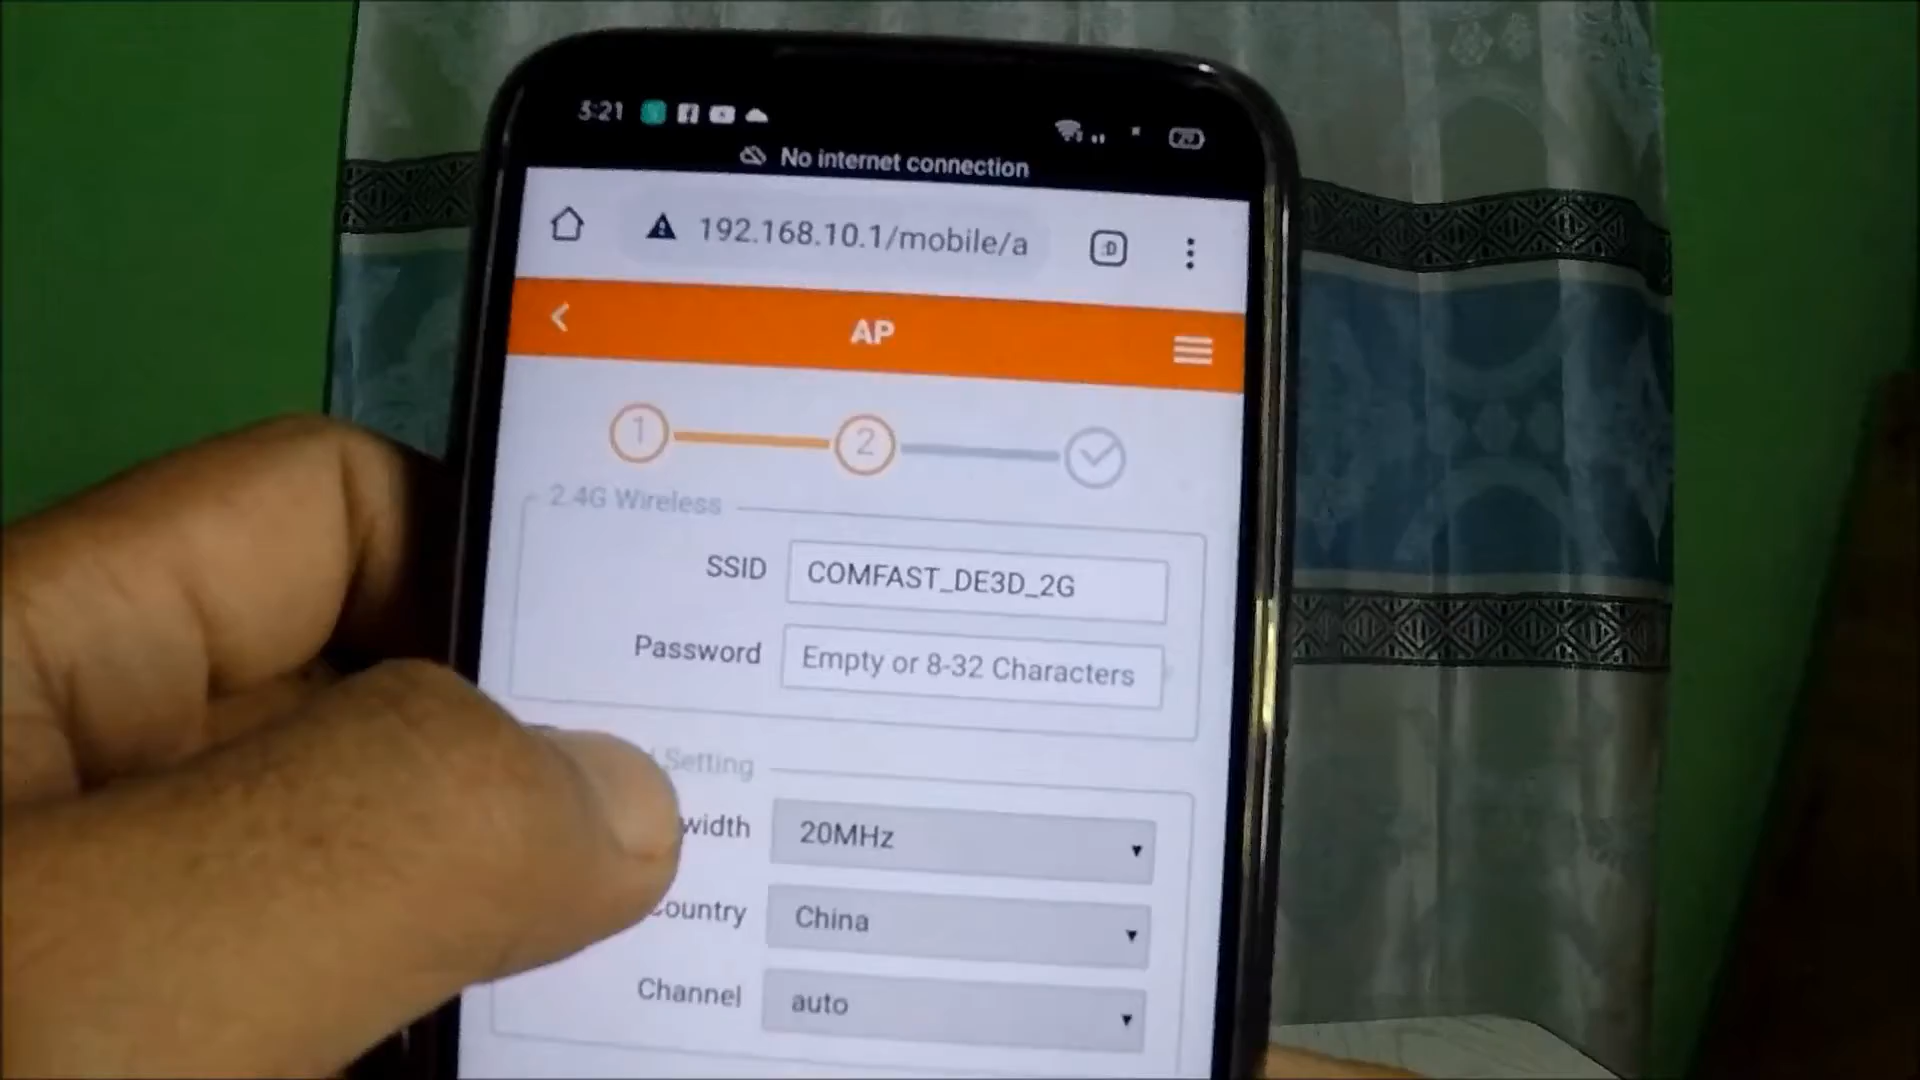 5:21
No internet connection
192.168.10.1/mobile/a
:D
AP
1
2
2.4G Wireless
SSID COMFAST_DE3D_2G
Password Empty or 8-32 Characters
Setting
width 20MHz
ountry China
Channel auto